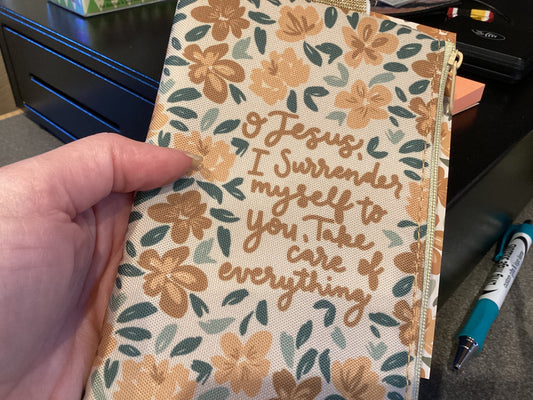 O Jesus,
I Surrender
myself to
you, Take
care of
everything